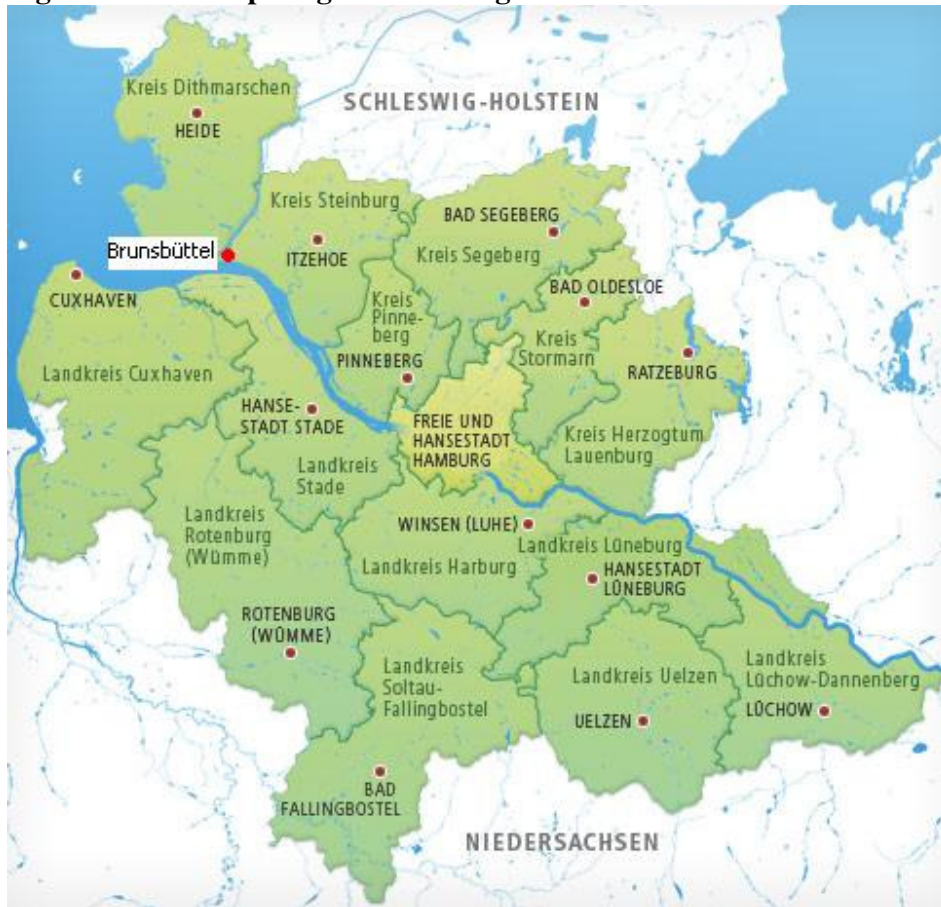 Kreis Dithmarschen
HEIDE
SCHLESWIG-HOLSTEIN
Kreis Steinburg
ITZEHOE
BAD SEGEBERG
Kreis Segeberg
Brunsbüttel
CUXHAVEN
BAD OLDESLOE
Kreis
Pinne-
berg
PINNEBERG
Kreis
Stormarn
RATZEBURG
Landkreis Cuxhaven
HANSE-
STADT STADE
FREIE UND
HANSESTADT
HAMBURG
Kreis Herzogtum
Lauenburg
Landkreis
Stade
Landkreis
Rotenburg
(Wümme)
WINSEN (LUHE)
Landkreis Harburg
Landkreis Lüneburg
HANSESTADT
LÜNEBURG
ROTENBURG
(WÜMME)
Landkreis
Soltau-
Fallingbostel
Landkreis Uelzen
UELZEN
Landkreis
Lüchow-Dannenberg
LÜCHOW
BAD
FALLINGBOSTEL
NIEDERSACHSEN